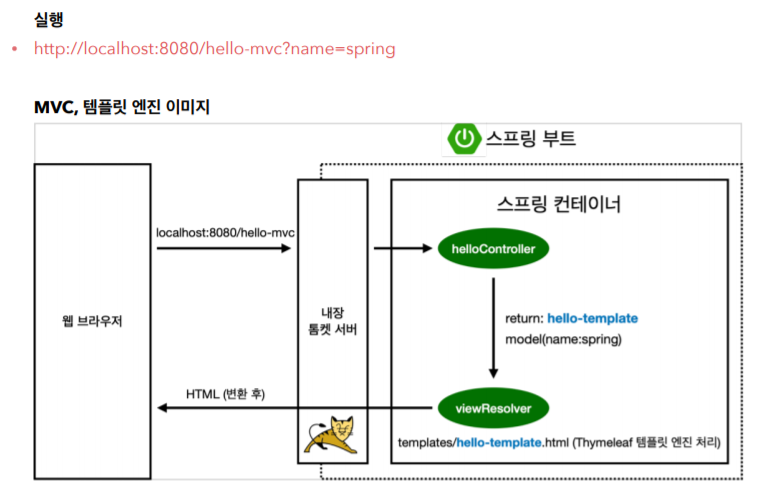 실행
• http://localhost:8080/hello-mvc?name=spring
MVC, 템플릿 엔진 이미지
스프링 부트
스프링 컨테이너
localhost:8080/hello-mvc
helloController
웹 브라우저
내장
톰켓 서버
return: hello-template
model(name:spring)
HTML (변환 후)
viewResolver
templates/hello-template.html (Thymeleaf 템플릿 엔진 처리)